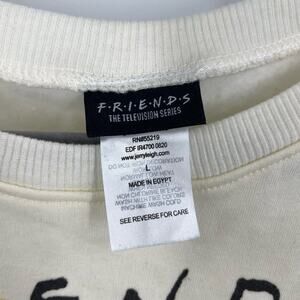 F·R·I·E·N·D·S
THE TELEVISION SERIES
RN#55219
EDF IR4700 0820
www.jerryleigh.com
L
MADE IN EGYPT
SEE REVERSE FOR CARE
E N D